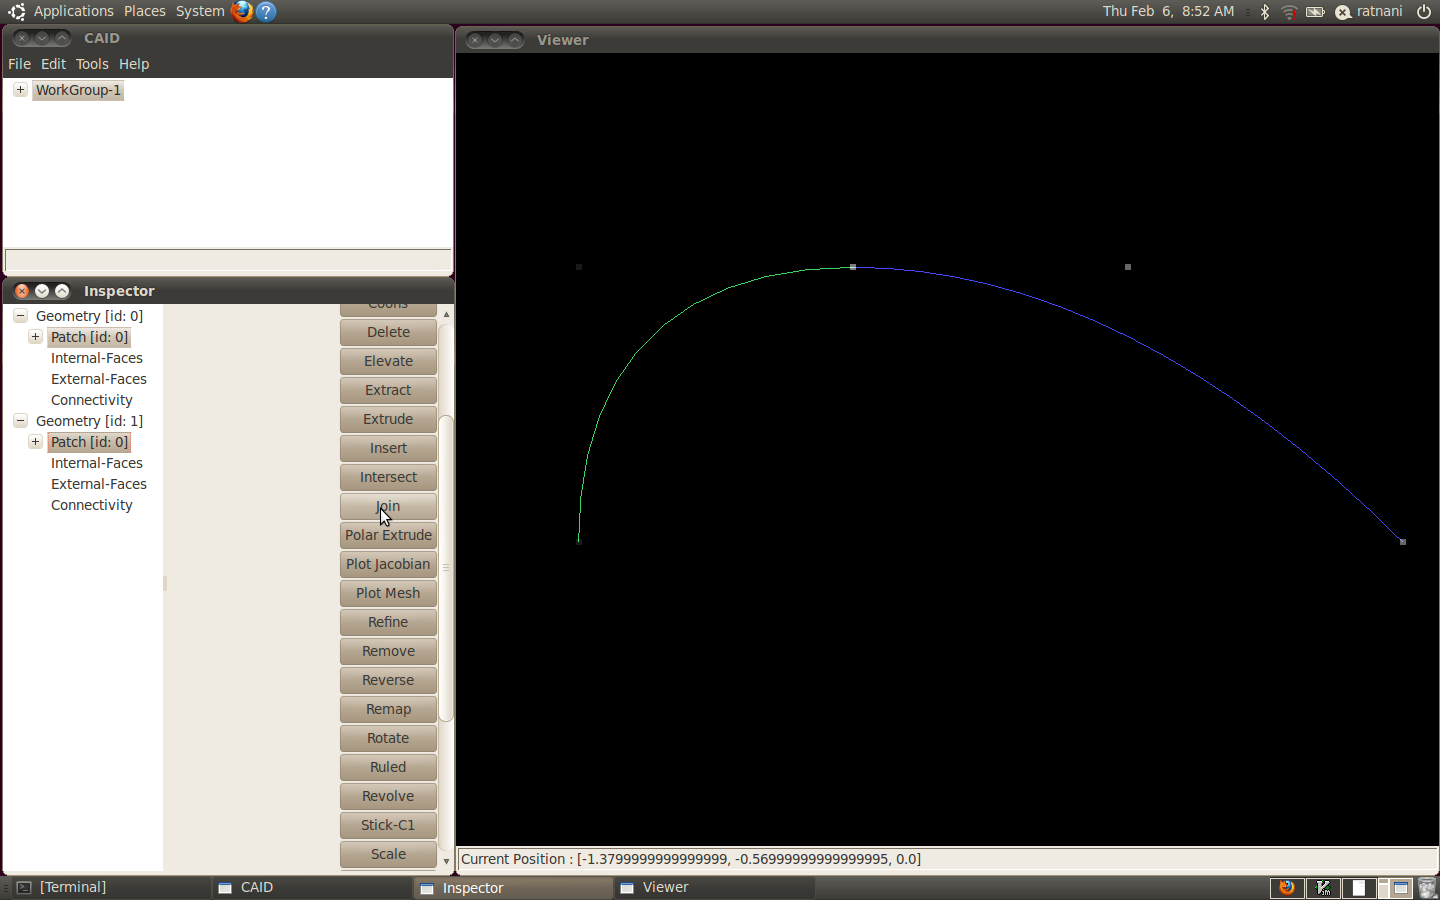 Applications Places System
Thu Feb 6, 8:52 AM
ratnani
CAID
File Edit Tools Help
WorkGroup-1
Viewer
Inspector
Geometry [id: 0]
Patch [id: 0]
Internal-Faces
External-Faces
Connectivity
Geometry [id: 1]
Patch [id: 0]
Internal-Faces
External-Faces
Connectivity
Coons
Delete
Elevate
Extract
Extrude
Insert
Intersect
Join
Polar Extrude
Plot Jacobian
Plot Mesh
Refine
Remove
Reverse
Remap
Rotate
Ruled
Revolve
Stick-C1
Scale
Current Position : [-1.3799999999999999, -0.56999999999999995, 0.0]
[Terminal]
CAID
Inspector
Viewer